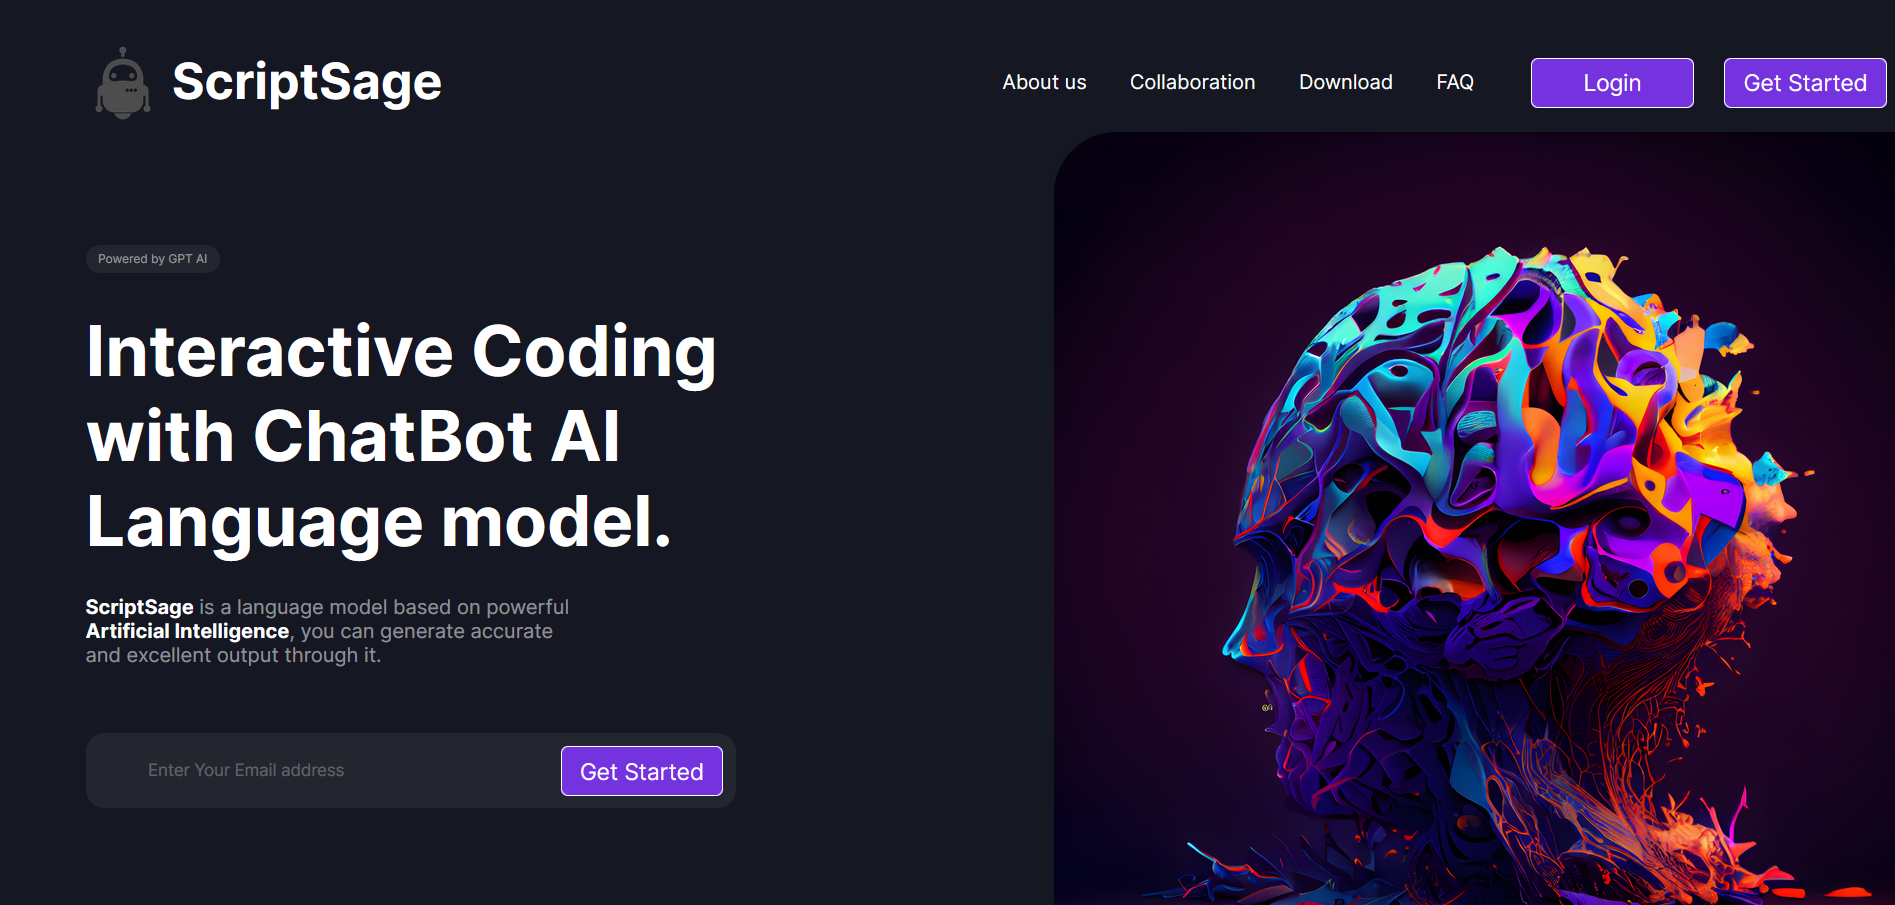 ScriptSage
About us
Collaboration
Download
FAQ
Login
Get Started
Powered by GPT AI
Interactive Coding
with ChatBot AI
Language model.
ScriptSage is a language model based on powerful
Artificial Intelligence, you can generate accurate
and excellent output through it.
Enter Your Email address
Get Started